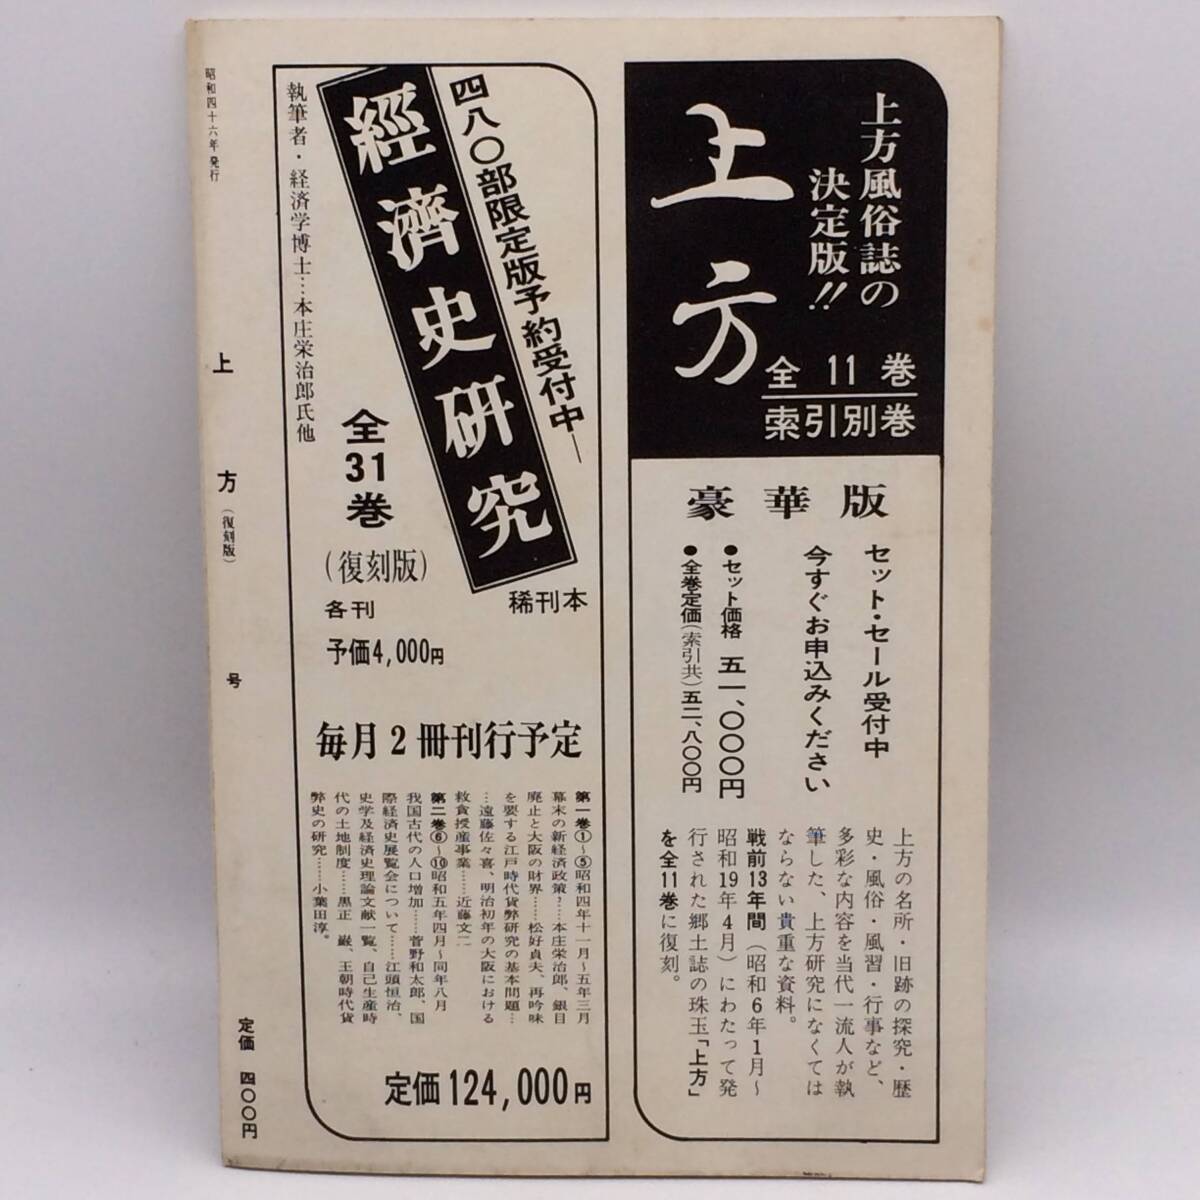 上方風俗誌の
決定版!!
上方
全11巻
索引別巻
豪華版
セット・セール受付中
今すぐお申込みください
●セット価格 五一、〇〇〇円
●全巻定価(索引共)五二、八〇〇円
上方の名所・旧跡の探究・歴
史・風俗・風習・行事など、
多彩な内容を当代一流人が執
筆した、上方研究になくては
ならない貴重な資料。
戦前13年間(昭和6年1月~
昭和19年4月)にわたって発
行された郷土誌の珠玉「上方」
を全11巻に復刻。
四八〇部限定版予約受付中—
經濟史研究
稀刊本
全31巻
(復刻版)
各刊
予価4,000円
執筆者・経済学博士…本庄栄治郎氏他
毎月2冊刊行予定
第一巻①~⑤昭和四年十一月~五年三月
幕末の新経済政策?…本庄栄治郎、銀目
廃止と大阪の財界……松好貞夫、再吟味
を要する江戸時代貨弊研究の基本問題…
…遠藤佐々喜、明治初年の大阪における
救貧授産事業……近藤文二
第二巻⑥~⑩昭和五年四月~同年八月
我国古代の人口増加……菅野和太郎、国
際経済史展覧会について……江頭恒治、
史学及経済史理論文献一覧、自己生産時
代の土地制度……黒正 巌、王朝時代貨
弊史の研究……小葉田淳。
定価124,000円
昭和四十六年発行
上方(復刻版) 号
定価 四〇〇円